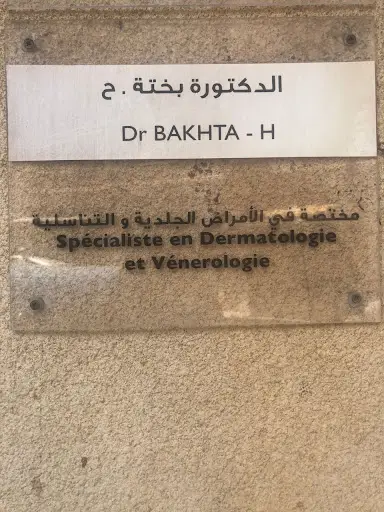 الدكتورة بختة . ح
Dr BAKHTA - H
مختصة في الأمراض الجلدية و التناسلية
Spécialiste en Dermatologie
et Vénerologie